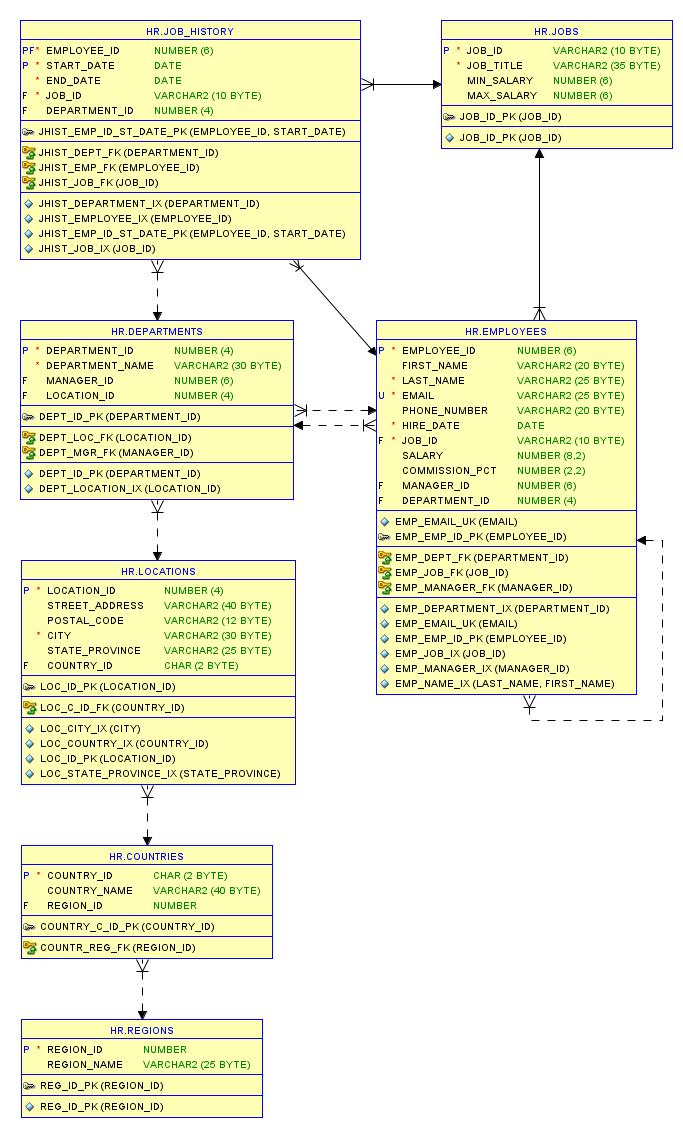 HR.JOB_HISTORY
PF* EMPLOYEE_ID NUMBER (6)
P * START_DATE DATE
* END_DATE DATE
F * JOB_ID VARCHAR2 (10 BYTE)
F DEPARTMENT_ID NUMBER (4)
JHIST_EMP_ID_ST_DATE_PK (EMPLOYEE_ID, START_DATE)
JHIST_DEPT_FK (DEPARTMENT_ID)
JHIST_EMP_FK (EMPLOYEE_ID)
JHIST_JOB_FK (JOB_ID)
JHIST_DEPARTMENT_IX (DEPARTMENT_ID)
JHIST_EMPLOYEE_IX (EMPLOYEE_ID)
JHIST_EMP_ID_ST_DATE_PK (EMPLOYEE_ID, START_DATE)
JHIST_JOB_IX (JOB_ID)
HR.JOBS
P * JOB_ID VARCHAR2 (10 BYTE)
* JOB_TITLE VARCHAR2 (35 BYTE)
MIN_SALARY NUMBER (6)
MAX_SALARY NUMBER (6)
JOB_ID_PK (JOB_ID)
JOB_ID_PK (JOB_ID)
HR.DEPARTMENTS
P * DEPARTMENT_ID NUMBER (4)
* DEPARTMENT_NAME VARCHAR2 (30 BYTE)
F MANAGER_ID NUMBER (6)
F LOCATION_ID NUMBER (4)
DEPT_ID_PK (DEPARTMENT_ID)
DEPT_LOC_FK (LOCATION_ID)
DEPT_MGR_FK (MANAGER_ID)
DEPT_ID_PK (DEPARTMENT_ID)
DEPT_LOCATION_IX (LOCATION_ID)
HR.EMPLOYEES
P * EMPLOYEE_ID NUMBER (6)
FIRST_NAME VARCHAR2 (20 BYTE)
* LAST_NAME VARCHAR2 (25 BYTE)
U * EMAIL VARCHAR2 (25 BYTE)
PHONE_NUMBER VARCHAR2 (20 BYTE)
* HIRE_DATE DATE
F * JOB_ID VARCHAR2 (10 BYTE)
SALARY NUMBER (8,2)
COMMISSION_PCT NUMBER (2,2)
F MANAGER_ID NUMBER (6)
F DEPARTMENT_ID NUMBER (4)
EMP_EMAIL_UK (EMAIL)
EMP_EMP_ID_PK (EMPLOYEE_ID)
EMP_DEPT_FK (DEPARTMENT_ID)
EMP_JOB_FK (JOB_ID)
EMP_MANAGER_FK (MANAGER_ID)
EMP_DEPARTMENT_IX (DEPARTMENT_ID)
EMP_EMAIL_UK (EMAIL)
EMP_EMP_ID_PK (EMPLOYEE_ID)
EMP_JOB_IX (JOB_ID)
EMP_MANAGER_IX (MANAGER_ID)
EMP_NAME_IX (LAST_NAME, FIRST_NAME)
HR.LOCATIONS
P * LOCATION_ID NUMBER (4)
STREET_ADDRESS VARCHAR2 (40 BYTE)
POSTAL_CODE VARCHAR2 (12 BYTE)
* CITY VARCHAR2 (30 BYTE)
STATE_PROVINCE VARCHAR2 (25 BYTE)
F COUNTRY_ID CHAR (2 BYTE)
LOC_ID_PK (LOCATION_ID)
LOC_C_ID_FK (COUNTRY_ID)
LOC_CITY_IX (CITY)
LOC_COUNTRY_IX (COUNTRY_ID)
LOC_ID_PK (LOCATION_ID)
LOC_STATE_PROVINCE_IX (STATE_PROVINCE)
HR.COUNTRIES
P * COUNTRY_ID CHAR (2 BYTE)
COUNTRY_NAME VARCHAR2 (40 BYTE)
F REGION_ID NUMBER
COUNTRY_C_ID_PK (COUNTRY_ID)
COUNTR_REG_FK (REGION_ID)
HR.REGIONS
P * REGION_ID NUMBER
REGION_NAME VARCHAR2 (25 BYTE)
REG_ID_PK (REGION_ID)
REG_ID_PK (REGION_ID)